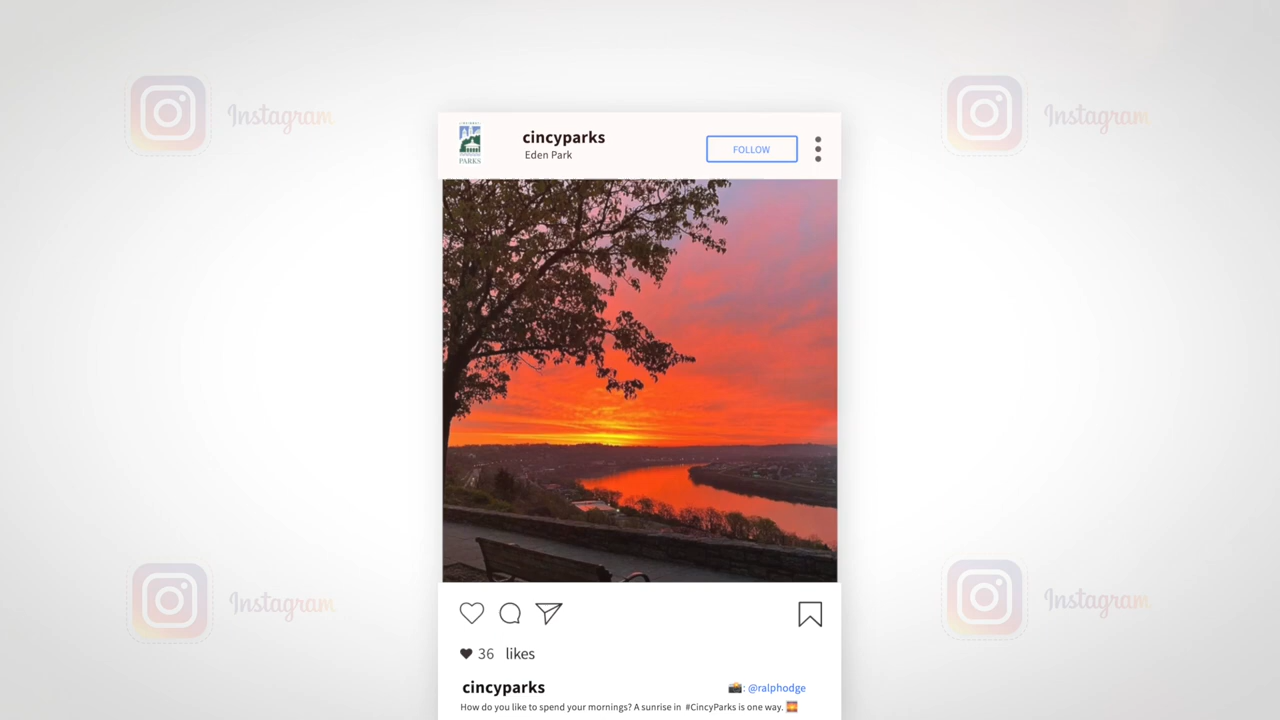 Instagram
Instagram
cincyparks
Eden Park
FOLLOW
PARKS
36 likes
cincyparks
📸: @ralphodge
How do you like to spend your mornings? A sunrise in #CincyParks is one way. 🌇
Instagram
Instagram